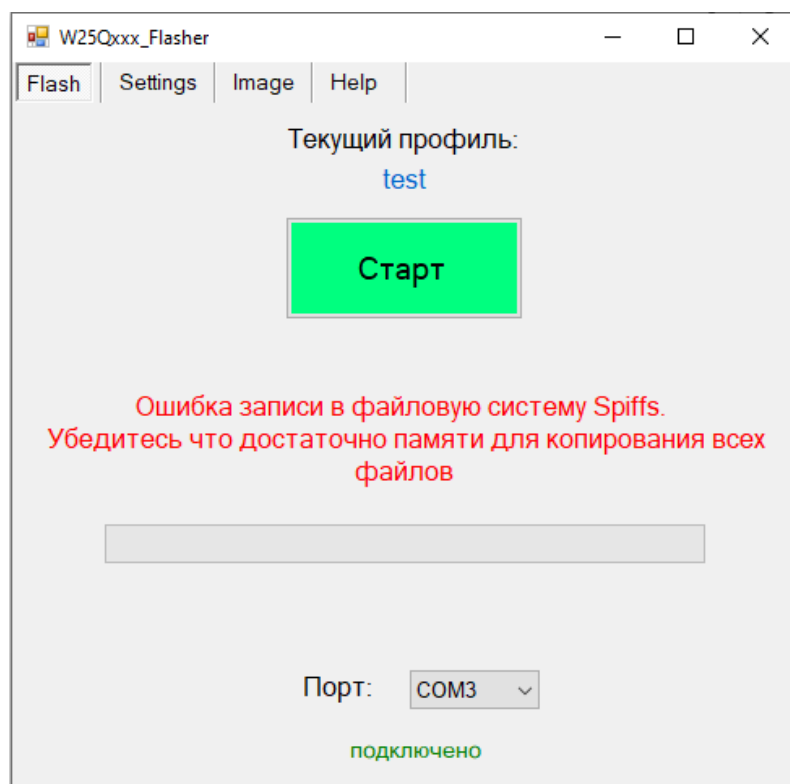 W25Qxxx_Flasher
Flash Settings Image Help
Текущий профиль:
test
Старт
Ошибка записи в файловую систему Spiffs.
Убедитесь что достаточно памяти для копирования всех
файлов
Порт: COM3
подключено